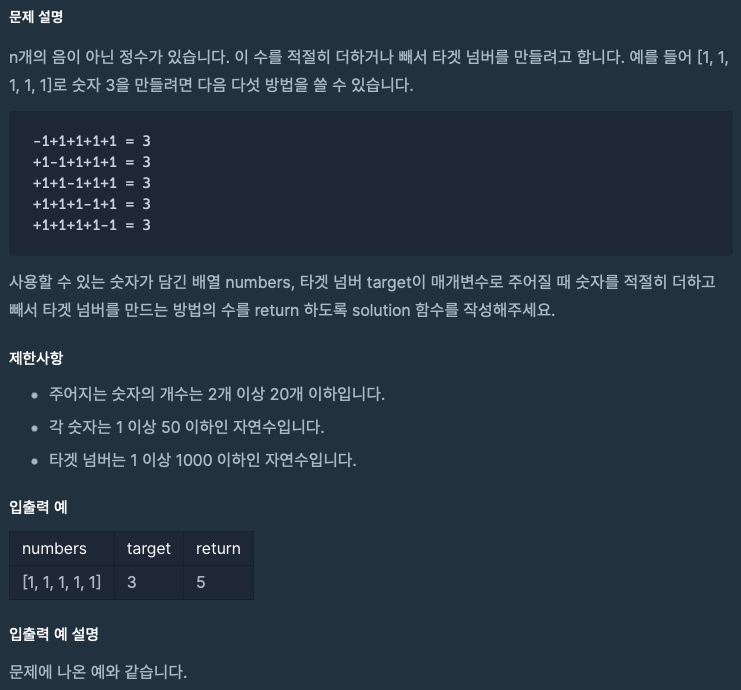 문제 설명
n개의 음이 아닌 정수가 있습니다. 이 수를 적절히 더하거나 빼서 타겟 넘버를 만들려고 합니다. 예를 들어 [1, 1,
1, 1, 1]로 숫자 3을 만들려면 다음 다섯 방법을 쓸 수 있습니다.
-1+1+1+1+1 = 3
+1-1+1+1+1 = 3
+1+1-1+1+1 = 3
+1+1+1-1+1 = 3
+1+1+1+1-1 = 3
사용할 수 있는 숫자가 담긴 배열 numbers, 타겟 넘버 target이 매개변수로 주어질 때 숫자를 적절히 더하고
빼서 타겟 넘버를 만드는 방법의 수를 return 하도록 solution 함수를 작성해주세요.
제한사항
• 주어지는 숫자의 개수는 2개 이상 20개 이하입니다.
• 각 숫자는 1 이상 50 이하인 자연수입니다.
• 타겟 넘버는 1 이상 1000 이하인 자연수입니다.
입출력 예
numbers target return
[1, 1, 1, 1, 1] 3 5
입출력 예 설명
문제에 나온 예와 같습니다.